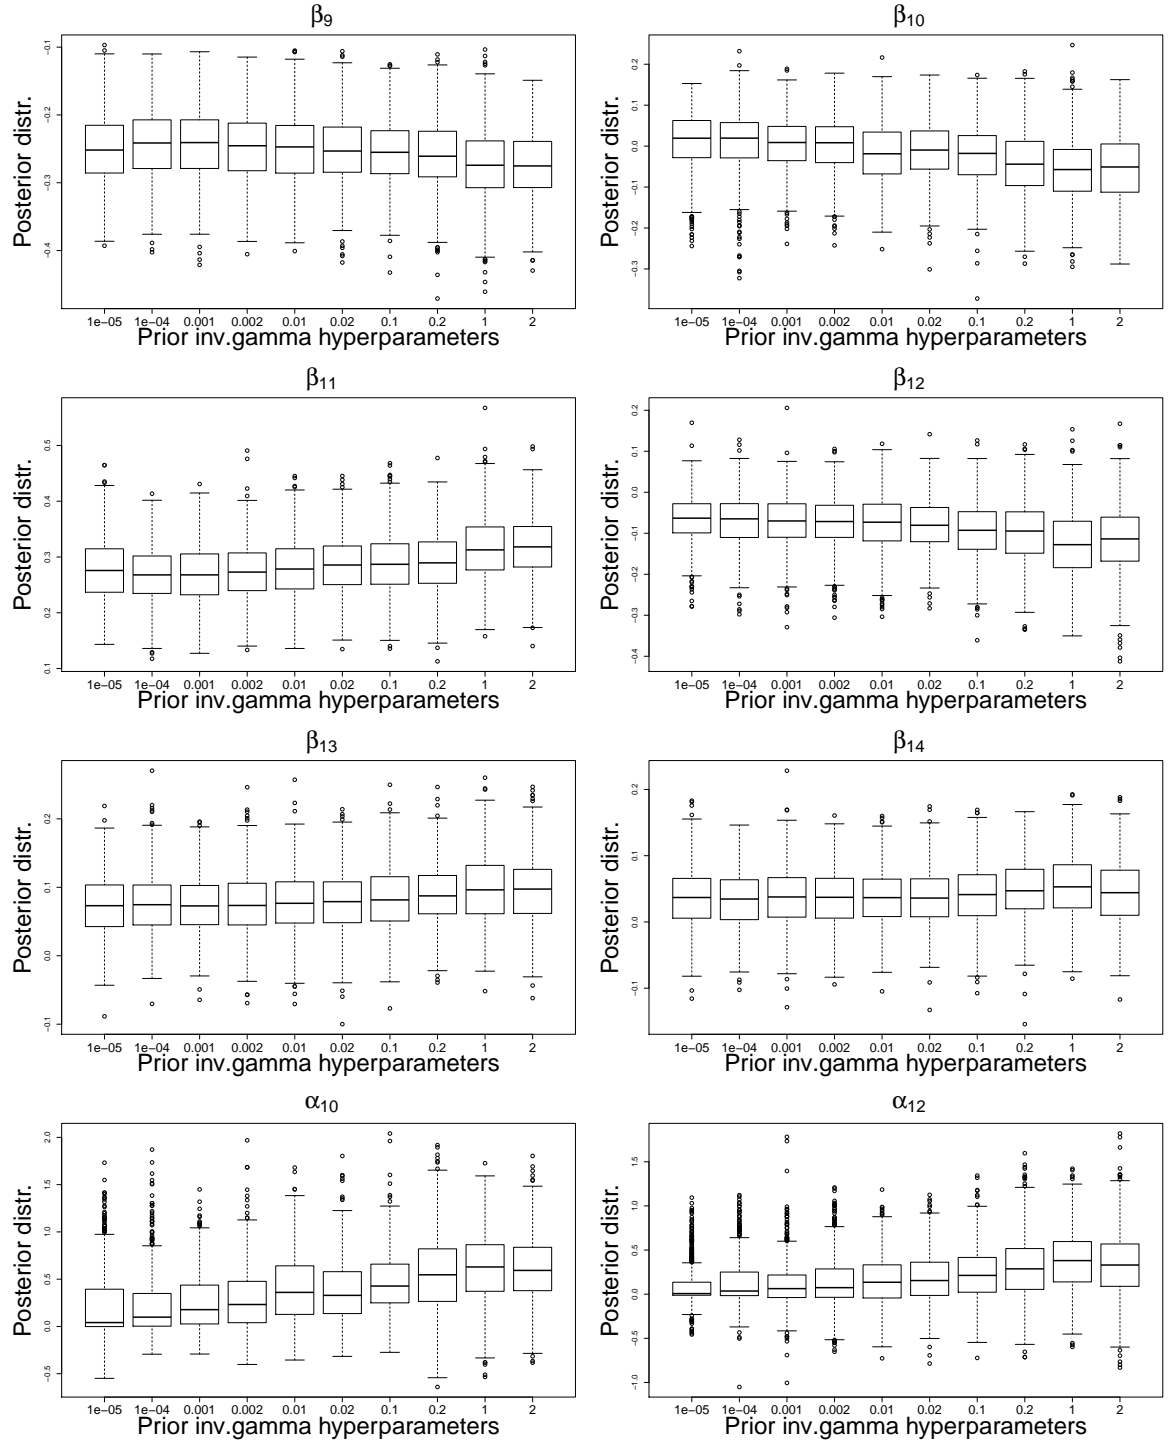 β9
β10
Posterior distr.
-0.1
-0.2
-0.3
-0.4
Posterior distr.
0.2
0.1
0.0
-0.1
-0.2
-0.3
1e−05 1e−04 0.001 0.002 0.01 0.02 0.1 0.2 1 2
1e−05 1e−04 0.001 0.002 0.01 0.02 0.1 0.2 1 2
Prior inv.gamma hyperparameters
Prior inv.gamma hyperparameters
β11
β12
Posterior distr.
0.5
0.4
0.3
0.2
0.1
Posterior distr.
0.2
0.1
0.0
-0.1
-0.2
-0.3
-0.4
1e−05 1e−04 0.001 0.002 0.01 0.02 0.1 0.2 1 2
1e−05 1e−04 0.001 0.002 0.01 0.02 0.1 0.2 1 2
Prior inv.gamma hyperparameters
Prior inv.gamma hyperparameters
β13
β14
Posterior distr.
0.2
0.1
0.0
-0.1
Posterior distr.
0.2
0.1
0.0
-0.1
1e−05 1e−04 0.001 0.002 0.01 0.02 0.1 0.2 1 2
1e−05 1e−04 0.001 0.002 0.01 0.02 0.1 0.2 1 2
Prior inv.gamma hyperparameters
Prior inv.gamma hyperparameters
α10
α12
Posterior distr.
2.0
1.5
1.0
0.5
0.0
-0.5
Posterior distr.
1.5
1.0
0.5
0.0
-0.5
-1.0
1e−05 1e−04 0.001 0.002 0.01 0.02 0.1 0.2 1 2
1e−05 1e−04 0.001 0.002 0.01 0.02 0.1 0.2 1 2
Prior inv.gamma hyperparameters
Prior inv.gamma hyperparameters